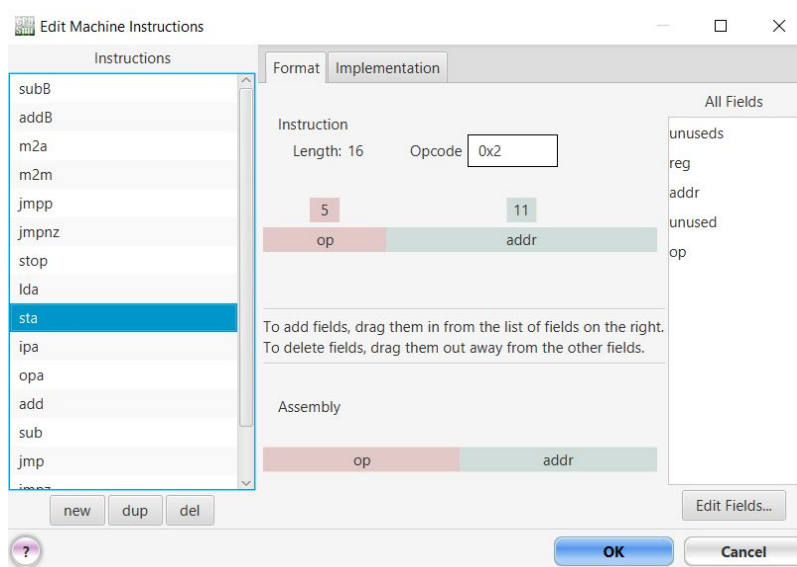 Edit Machine Instructions
Instructions
subB
addB
m2a
m2m
jmpp
jmpnz
stop
lda
sta
ipa
opa
add
sub
jmp
jmpz
new dup del
Format Implementation
Instruction
Length: 16 Opcode 0x2
5 11
op addr
To add fields, drag them in from the list of fields on the right.
To delete fields, drag them out away from the other fields.
Assembly
op addr
All Fields
unuseds
reg
addr
unused
op
Edit Fields...
?
OK Cancel